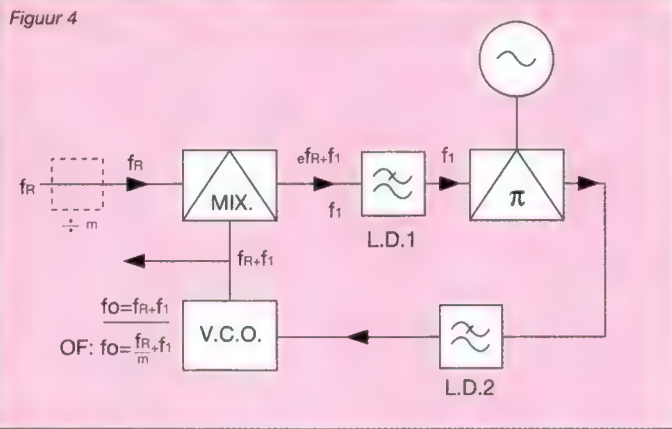 Figuur 4
fR
÷ m
fR
MIX.
efR+f1
f1
L.D.1
f1
π
fR+f1
fo=fR+f1
OF: fo=fR/m+f1
V.C.O.
L.D.2